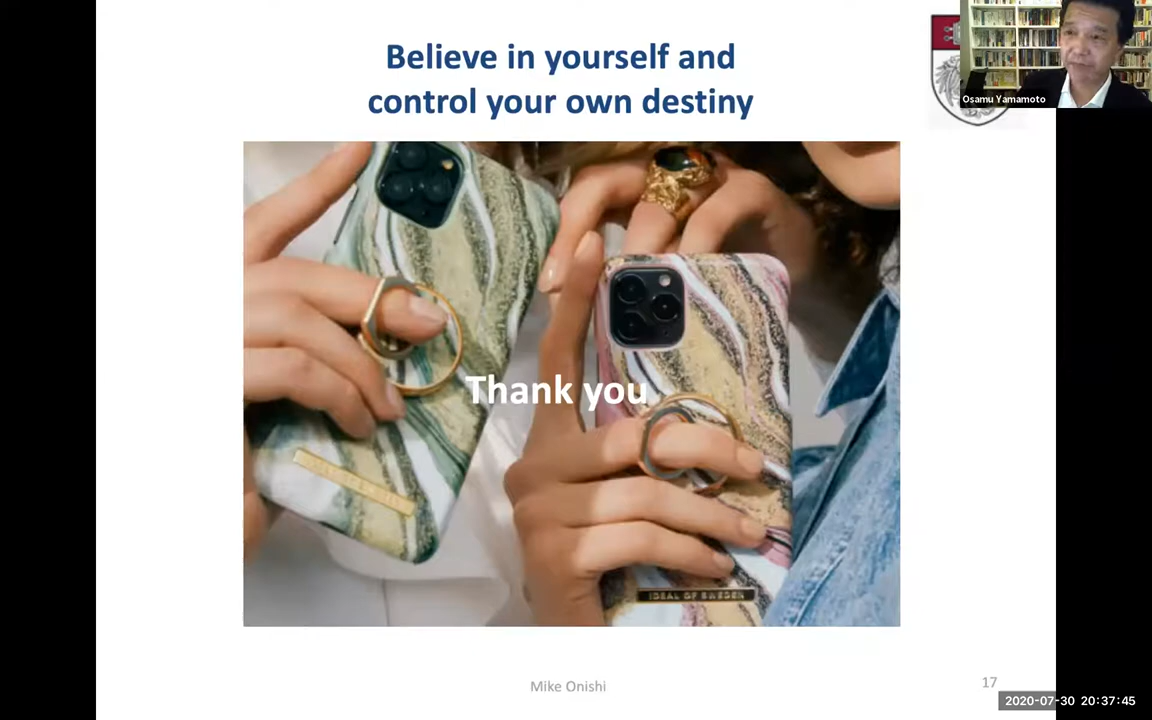 Believe in yourself and
control your own destiny
Osamu Yamamoto
Thank you
IDEAL OF SWEDEN
Mike Onishi
17
2020-07-30 20:37:45